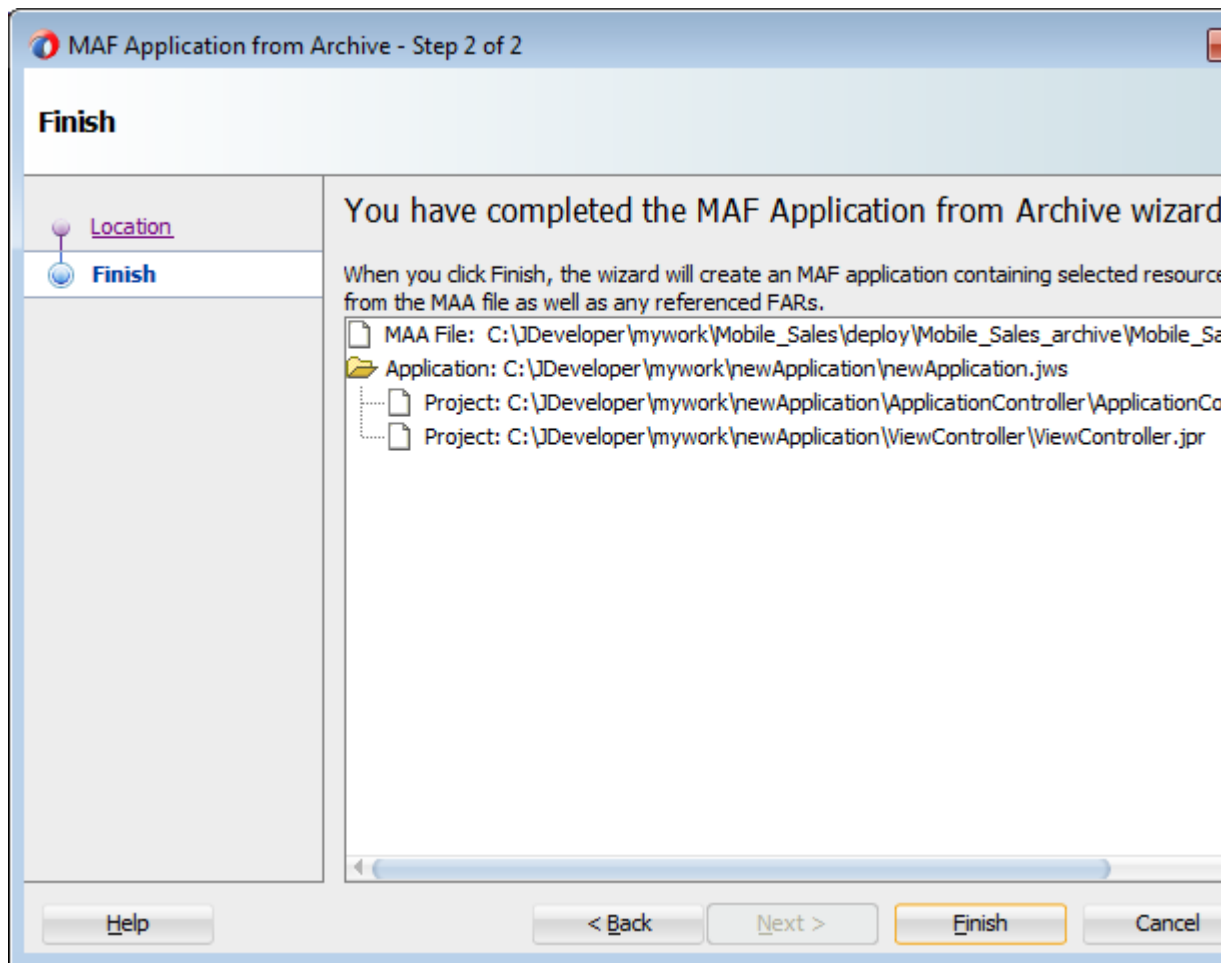 MAF Application from Archive - Step 2 of 2
Finish
Location
Finish
You have completed the MAF Application from Archive wizard
When you click Finish, the wizard will create an MAF application containing selected resource
from the MAA file as well as any referenced FARs.
MAA File: C:\JDeveloper\mywork\Mobile_Sales\deploy\Mobile_Sales_archive\Mobile_Sa
Application: C:\JDeveloper\mywork\newApplication\newApplication.jws
Project: C:\JDeveloper\mywork\newApplication\ApplicationController\ApplicationCo
Project: C:\JDeveloper\mywork\newApplication\ViewController\ViewController.jpr
Help
< Back
Next >
Finish
Cancel